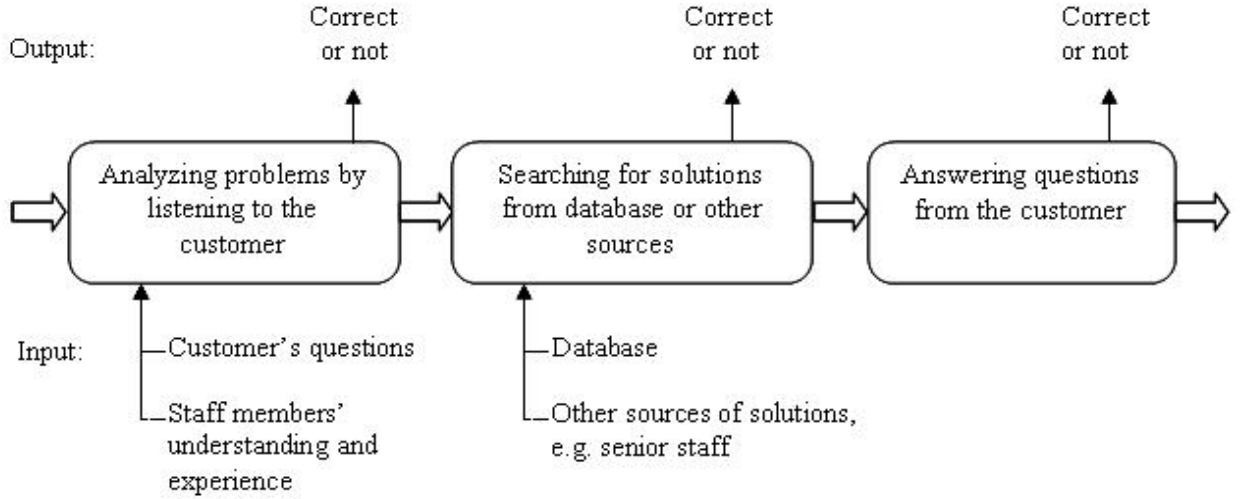 Output:
Correct
or not
Correct
or not
Correct
or not
Analyzing problems by
listening to the
customer
Searching for solutions
from database or other
sources
Answering questions
from the customer
Input:
Customer's questions
Staff members'
understanding and
experience
Database
Other sources of solutions,
e.g. senior staff